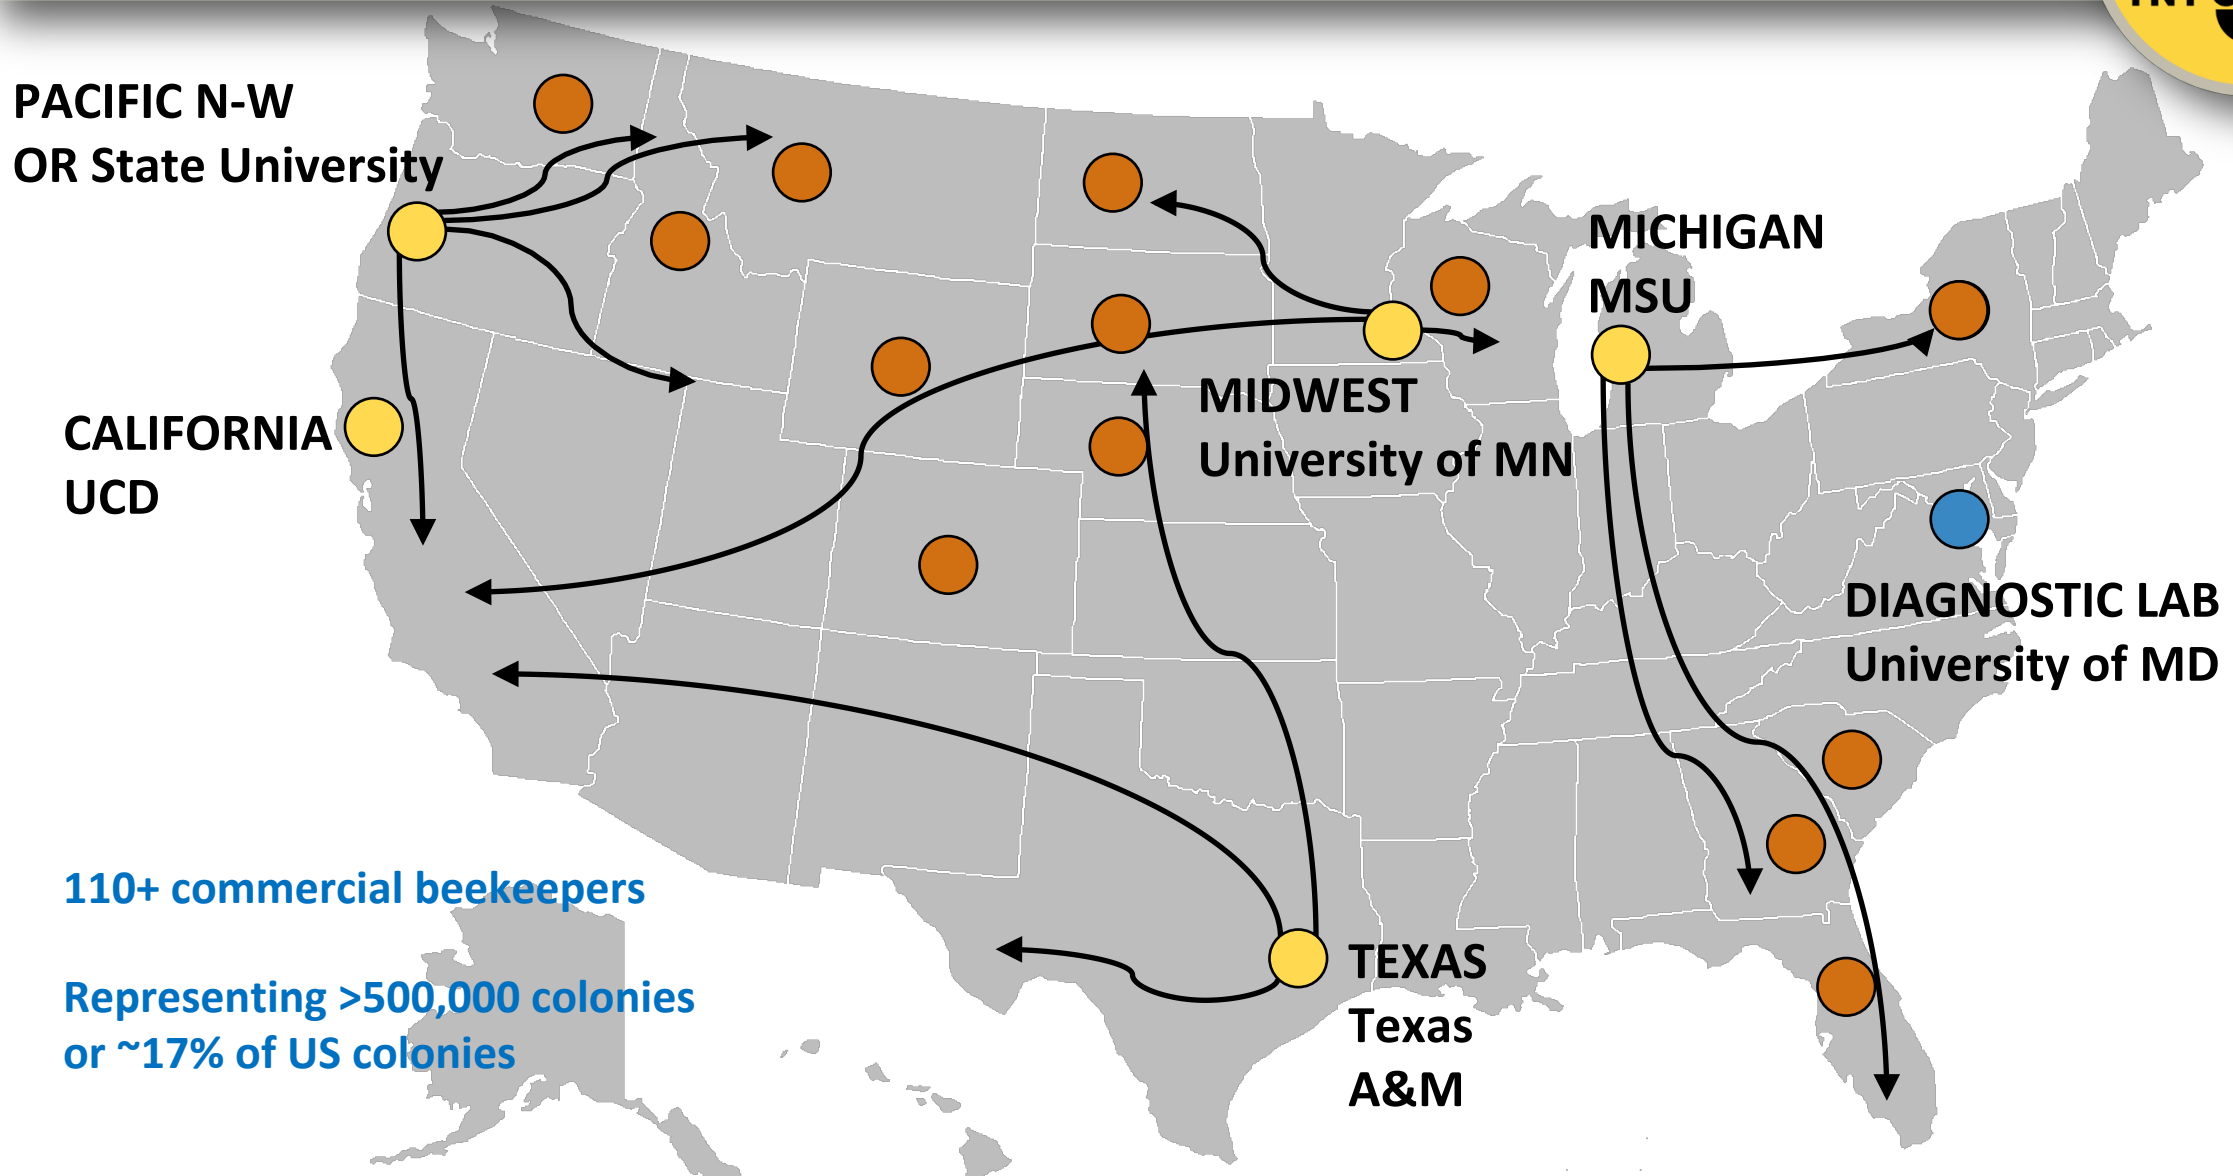 PACIFIC N-W
OR State University
MICHIGAN
MSU
CALIFORNIA
UCD
MIDWEST
University of MN
DIAGNOSTIC LAB
University of MD
110+ commercial beekeepers
Representing >500,000 colonies
or ~17% of US colonies
TEXAS
Texas
A&M